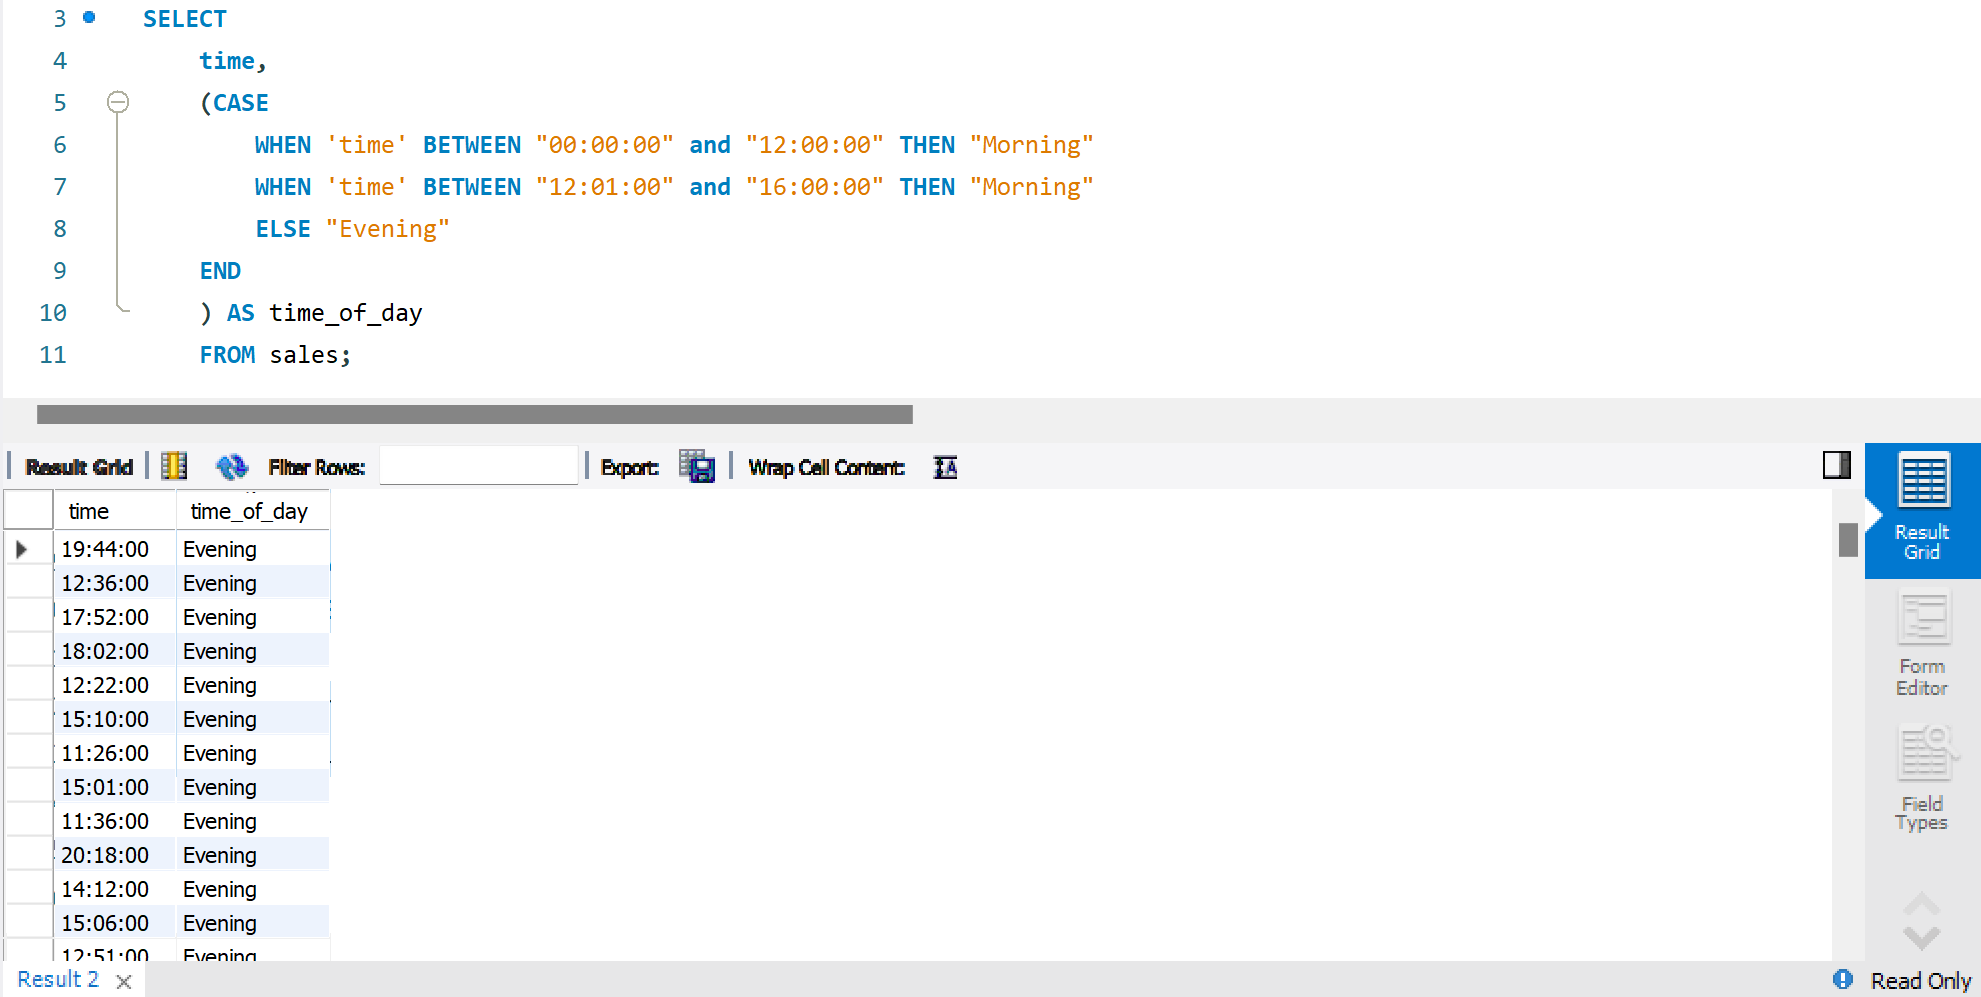 3 SELECT
4 time,
5 (CASE
6 WHEN 'time' BETWEEN "00:00:00" and "12:00:00" THEN "Morning"
7 WHEN 'time' BETWEEN "12:01:00" and "16:00:00" THEN "Morning"
8 ELSE "Evening"
9 END
10 ) AS time_of_day
11 FROM sales;
Result Grid Filter Rows: Export: Wrap Cell Content: IA
time time_of_day
19:44:00 Evening
12:36:00 Evening
17:52:00 Evening
18:02:00 Evening
12:22:00 Evening
15:10:00 Evening
11:26:00 Evening
15:01:00 Evening
11:36:00 Evening
20:18:00 Evening
14:12:00 Evening
15:06:00 Evening
12:51:00 Evening
Result
Grid
Form
Editor
Field
Types
Result 2 Read Only